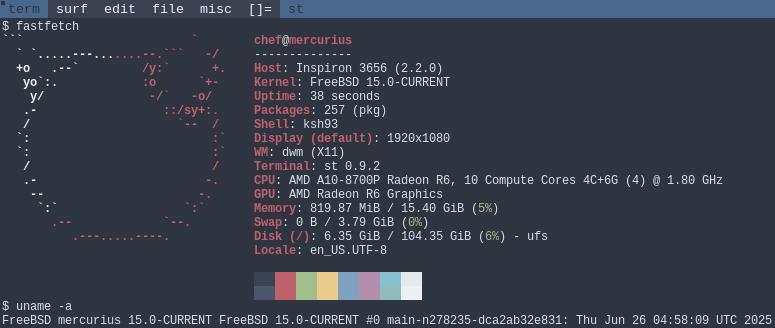 term surf edit file misc []= st
$ fastfetch
```                        `
  ` `.....---.......--.```   -/
  +o   .--`         /y:`      +.
   yo`:.            :o      `+-
    y/               -/`   -o/
   .-                  ::/sy+:.
   /                     `--  /
  `:                          :`
  `:                          :`
   /                          /
   .-                        -.
    --                      -.
     `:`                  `:`
       .--             `--.
          .---.....----.
chef@mercurius
--------------
Host: Inspiron 3656 (2.2.0)
Kernel: FreeBSD 15.0-CURRENT
Uptime: 38 seconds
Packages: 257 (pkg)
Shell: ksh93
Display (default): 1920x1080
WM: dwm (X11)
Terminal: st 0.9.2
CPU: AMD A10-8700P Radeon R6, 10 Compute Cores 4C+6G (4) @ 1.80 GHz
GPU: AMD Radeon R6 Graphics
Memory: 819.87 MiB / 15.40 GiB (5%)
Swap: 0 B / 3.79 GiB (0%)
Disk (/): 6.35 GiB / 104.35 GiB (6%) - ufs
Locale: en_US.UTF-8
$ uname -a
FreeBSD mercurius 15.0-CURRENT FreeBSD 15.0-CURRENT #0 main-n278235-dca2ab32e831: Thu Jun 26 04:58:09 UTC 2025